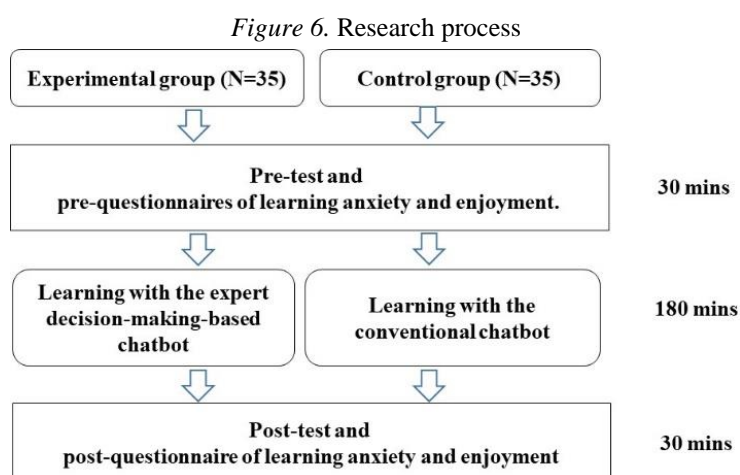 Figure 6. Research process
Experimental group (N=35)
Control group (N=35)
Pre-test and
pre-questionnaires of learning anxiety and enjoyment.
30 mins
Learning with the expert
decision-making-based
chatbot
Learning with the
conventional chatbot
180 mins
Post-test and
post-questionnaire of learning anxiety and enjoyment
30 mins